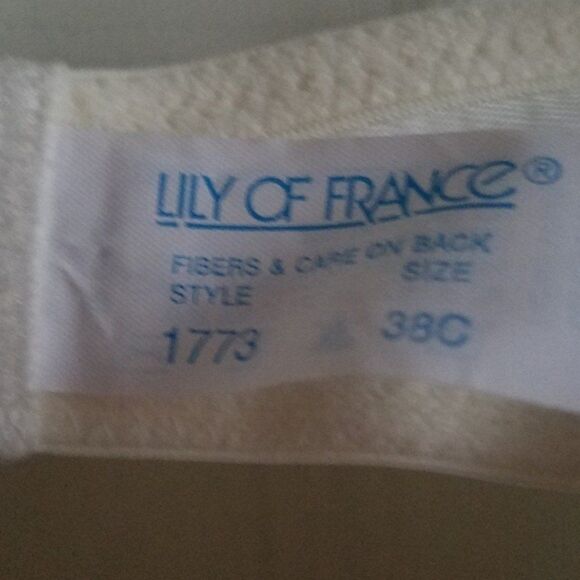 LILY OF FRANCE®
FIBERS & CARE ON BACK
STYLE SIZE
1773 38C